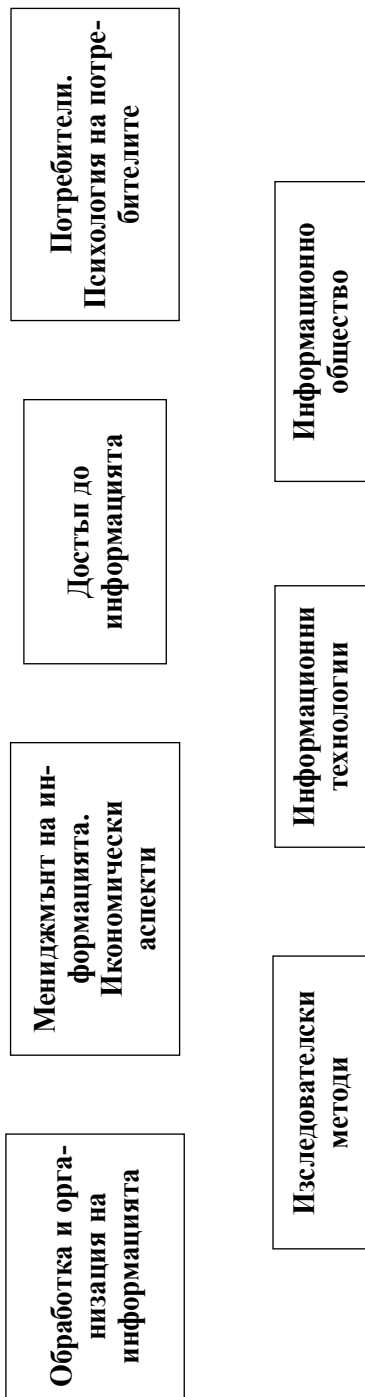 Обработка и орга-
низация на
информацията
Мениджмънт на ин-
формацията.
Икономически
аспекти
Достъп до
информацията
Потребители.
Психология на потре-
бителите
Изследователски
методи
Информационни
технологии
Информационно
общество